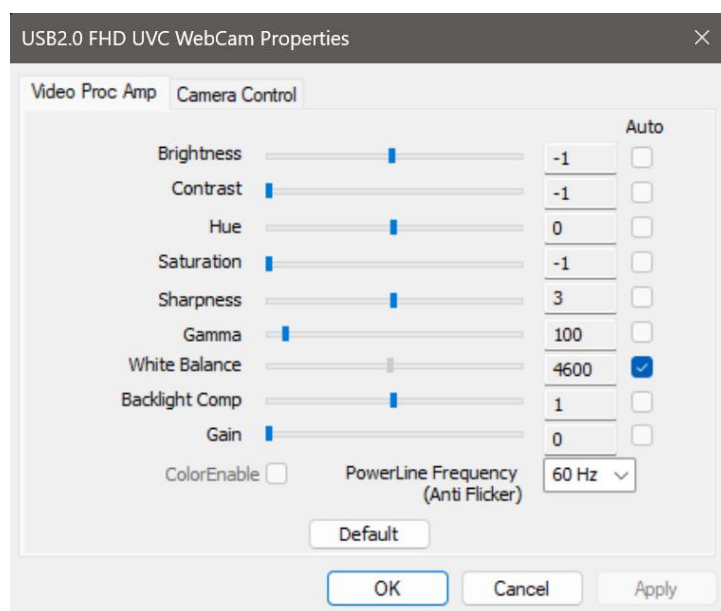 USB2.0 FHD UVC WebCam Properties
Video Proc Amp Camera Control
Auto
Brightness -1
Contrast -1
Hue 0
Saturation -1
Sharpness 3
Gamma 100
White Balance 4600
Backlight Comp 1
Gain 0
ColorEnable PowerLine Frequency 60 Hz
(Anti Flicker)
Default
OK Cancel Apply